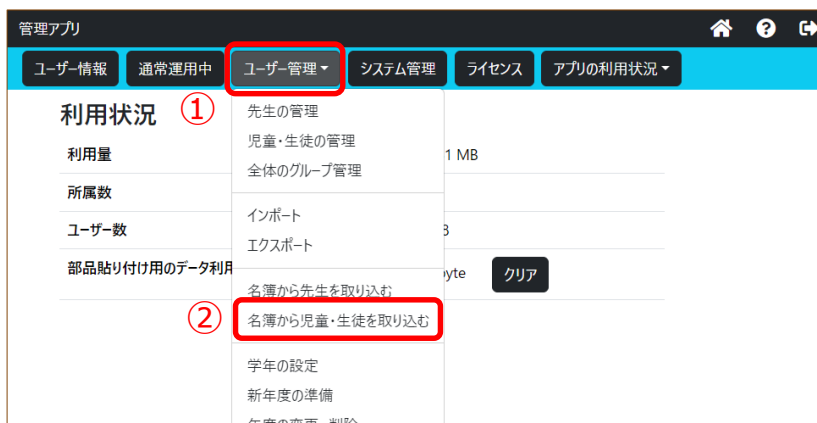 管理アプリ
ユーザー情報 通常運用中 ユーザー管理 システム管理 ライセンス アプリの利用状況
①
利用状況
先生の管理
児童・生徒の管理
利用量 1 MB
全体のグループ管理
所属数
インポート
ユーザー数
エクスポート
部品貼り付け用のデータ利用 byte クリア
名簿から先生を取り込む
②
名簿から児童・生徒を取り込む
学年の設定
新年度の準備